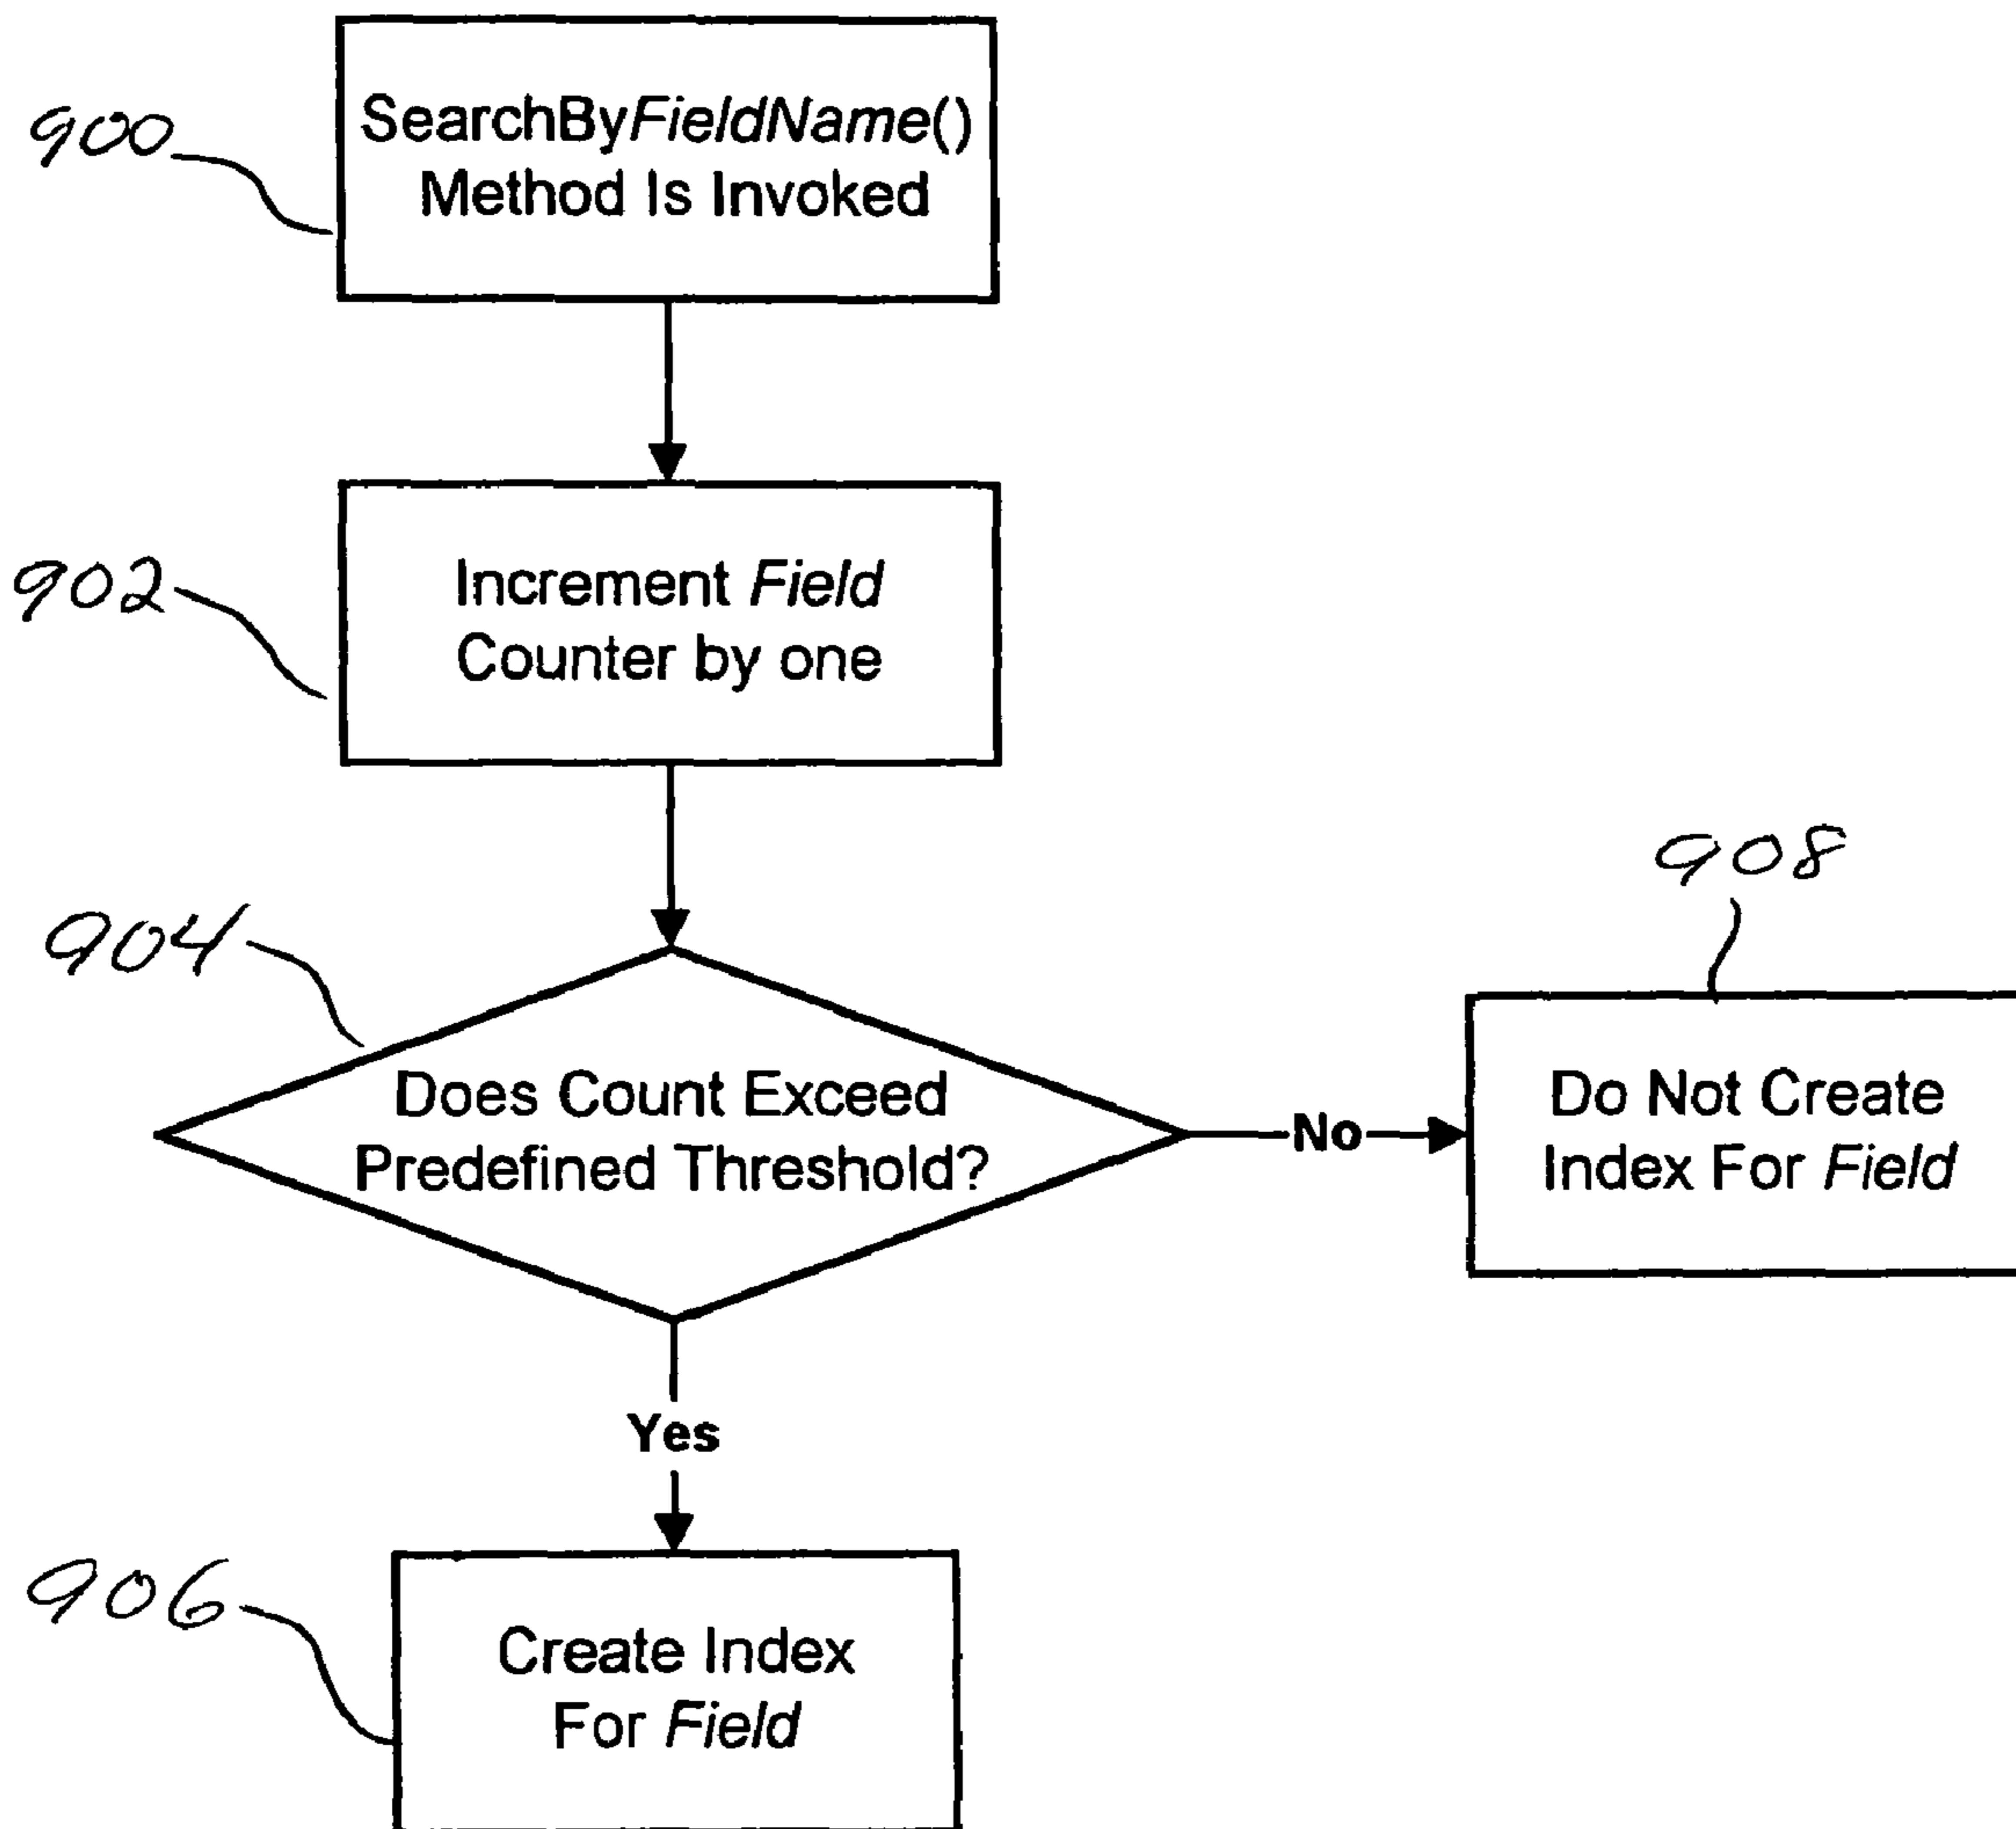 900
SearchByFieldName()
Method Is Invoked
902
Increment Field
Counter by one
904
Does Count Exceed
Predefined Threshold?
No
908
Do Not Create
Index For Field
Yes
906
Create Index
For Field